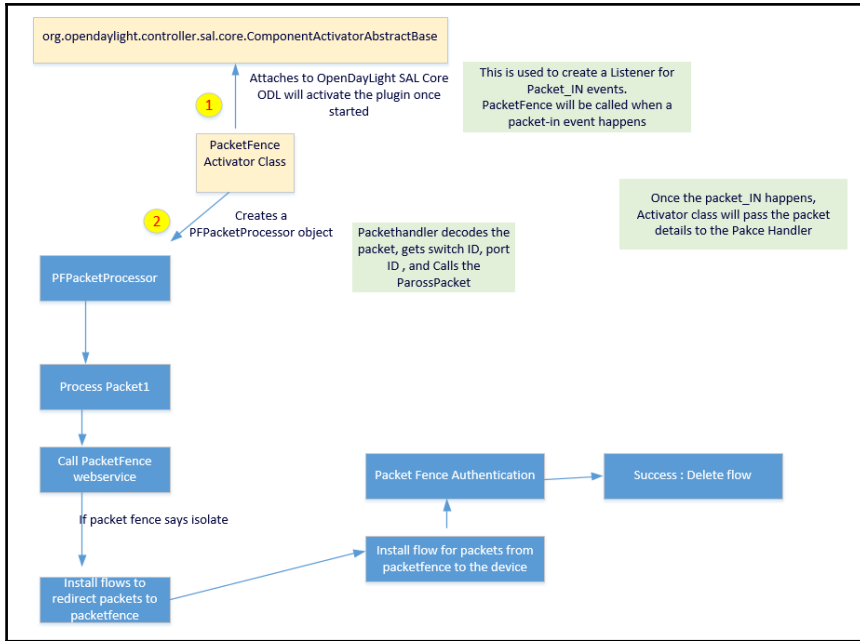 org.opendaylight.controller.sal.core.ComponentActivatorAbstractBase
Attaches to OpenDayLight SAL Core
ODL will activate the plugin once
started
This is used to create a Listener for
Packet_IN events.
PacketFence will be called when a
packet-in event happens
1
PacketFence
Activator Class
2
Creates a
PFPacketProcessor object
Once the packet_IN happens,
Activator class will pass the packet
details to the Pakce Handler
Packethandler decodes the
packet, gets switch ID, port
ID , and Calls the
ParossPacket
PFPacketProcessor
Process Packet1
Call PacketFence
webservice
Packet Fence Authentication
Success : Delete flow
If packet fence says isolate
Install flow for packets from
packetfence to the device
Install flows to
redirect packets to
packetfence